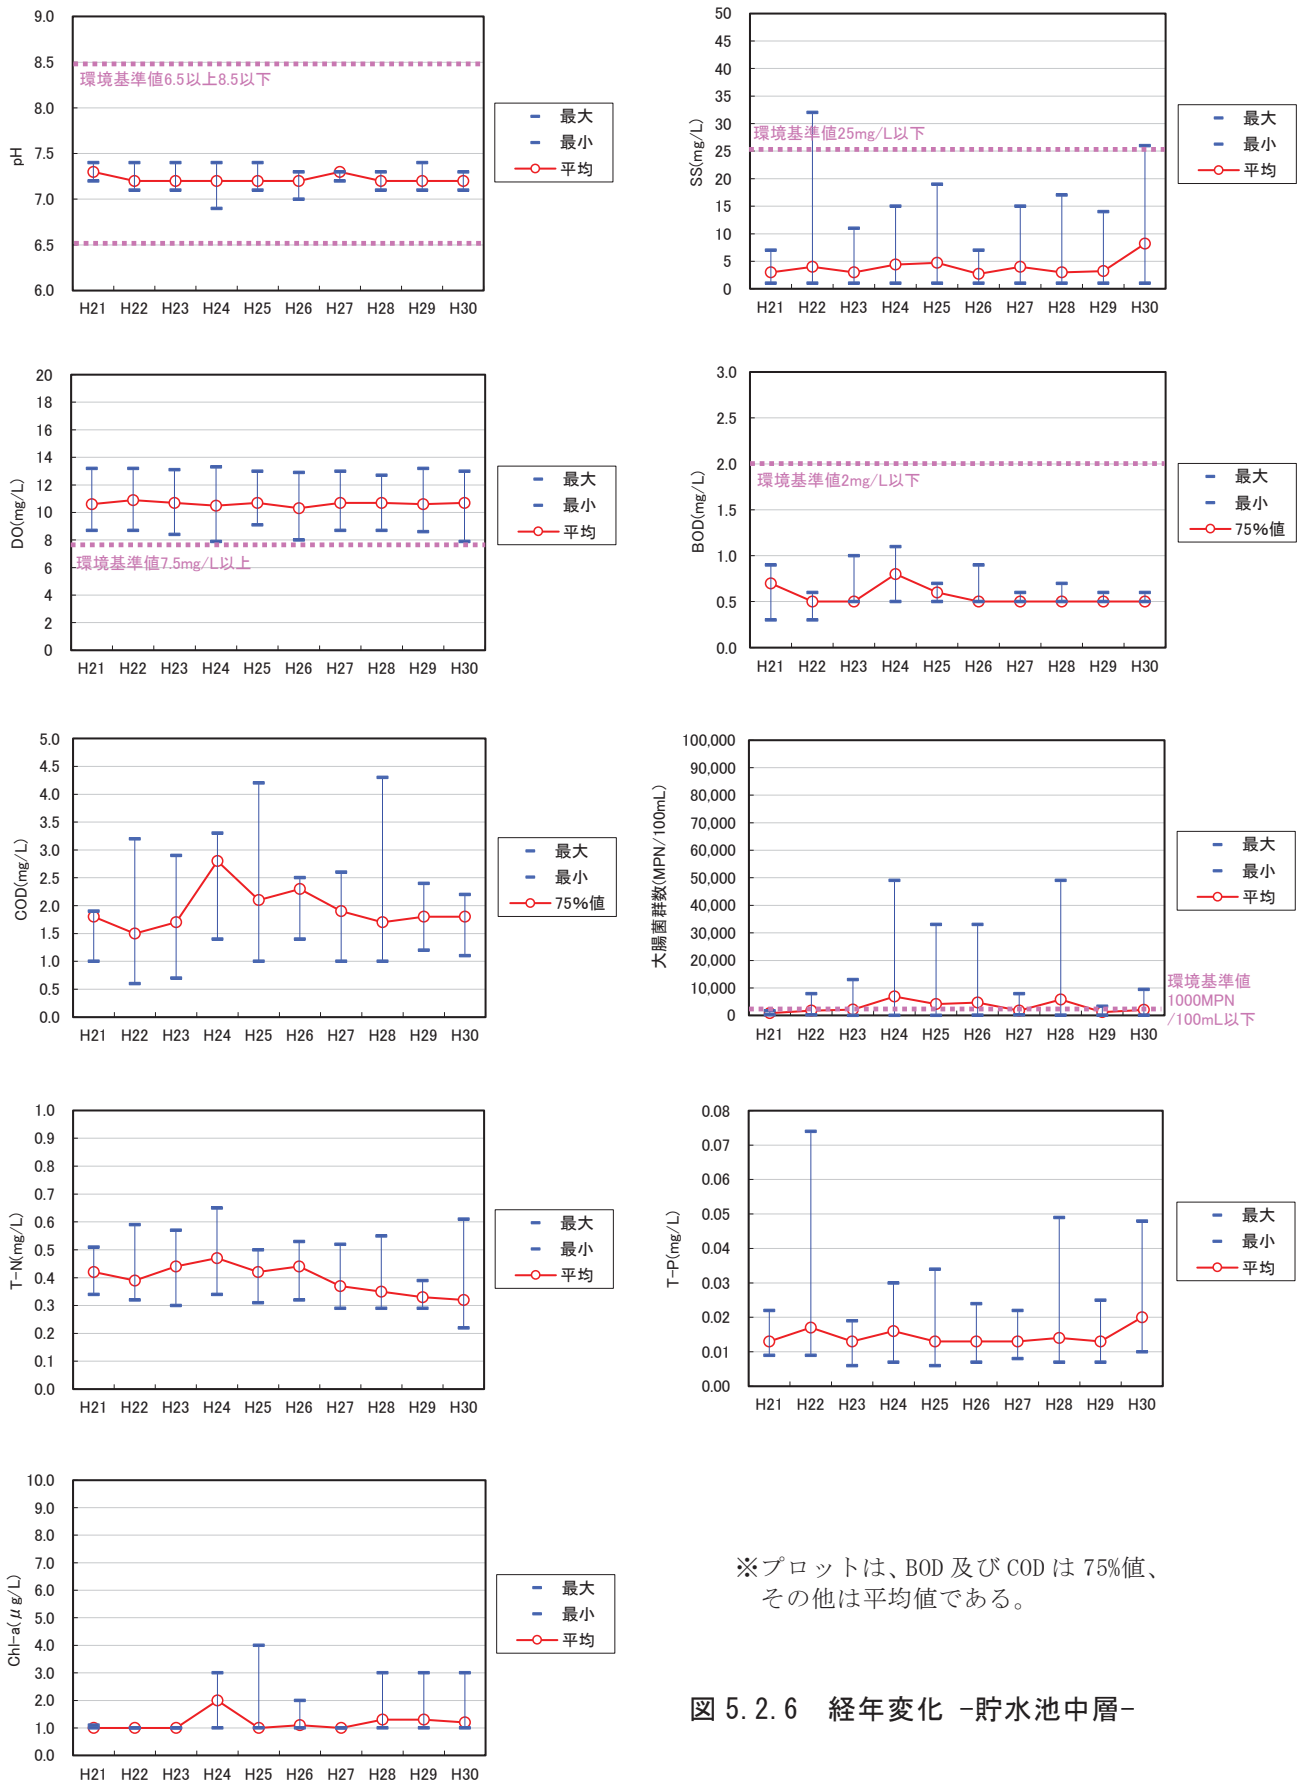 9.0
8.5
8.0
7.5
7.0
6.5
6.0
pH
環境基準値6.5以上8.5以下
H21 H22 H23 H24 H25 H26 H27 H28 H29 H30
最大
最小
平均
50
45
40
35
30
25
20
15
10
5
0
SS(mg/L)
環境基準値25mg/L以下
H21 H22 H23 H24 H25 H26 H27 H28 H29 H30
最大
最小
平均
20
18
16
14
12
10
8
6
4
2
0
DO(mg/L)
環境基準値7.5mg/L以上
H21 H22 H23 H24 H25 H26 H27 H28 H29 H30
最大
最小
平均
3.0
2.5
2.0
1.5
1.0
0.5
0.0
BOD(mg/L)
環境基準値2mg/L以下
H21 H22 H23 H24 H25 H26 H27 H28 H29 H30
最大
最小
75%値
5.0
4.5
4.0
3.5
3.0
2.5
2.0
1.5
1.0
0.5
0.0
COD(mg/L)
H21 H22 H23 H24 H25 H26 H27 H28 H29 H30
最大
最小
75%値
100,000
90,000
80,000
70,000
60,000
50,000
40,000
30,000
20,000
10,000
0
大腸菌群数(MPN/100mL)
H21 H22 H23 H24 H25 H26 H27 H28 H29 H30
最大
最小
平均
環境基準値
1000MPN
/100mL以下
1.0
0.9
0.8
0.7
0.6
0.5
0.4
0.3
0.2
0.1
0.0
T-N(mg/L)
H21 H22 H23 H24 H25 H26 H27 H28 H29 H30
最大
最小
平均
0.08
0.07
0.06
0.05
0.04
0.03
0.02
0.01
0.00
T-P(mg/L)
H21 H22 H23 H24 H25 H26 H27 H28 H29 H30
最大
最小
平均
10.0
9.0
8.0
7.0
6.0
5.0
4.0
3.0
2.0
1.0
0.0
Chl-a(μg/L)
H21 H22 H23 H24 H25 H26 H27 H28 H29 H30
最大
最小
平均
※プロットは、BOD 及び COD は 75%値、
その他は平均値である。
図 5.2.6 経年変化 -貯水池中層-